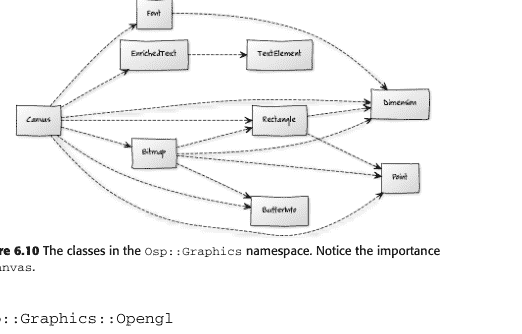 Font
EnrichedText
TextElement
Dimension
Canvas
Rectangle
Bitmap
Point
BufferInfo
re 6.10 The classes in the Osp::Graphics namespace. Notice the importance
anvas.
::Graphics::Opengl